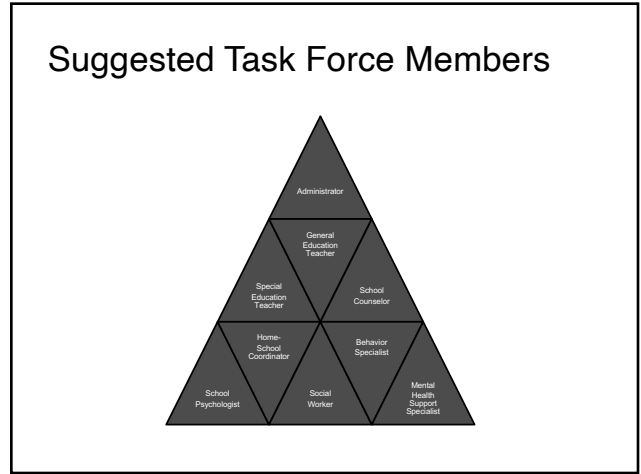 Suggested Task Force Members
Administrator
General
Education
Teacher
Special
Education
Teacher
School
Counselor
Home-
School
Coordinator
Behavior
Specialist
School
Psychologist
Social
Worker
Mental
Health
Support
Specialist